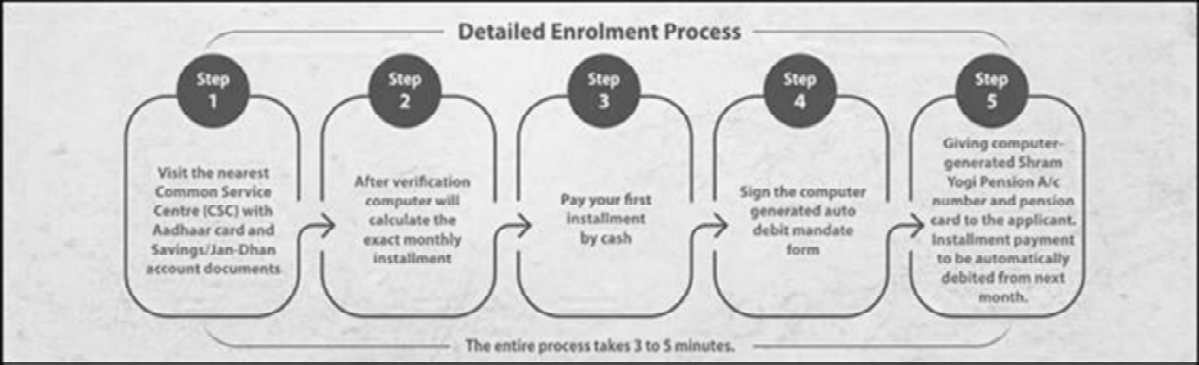 Detailed Enrolment Process
Step
1
Visit the nearest
Common Service
Centre (CSC) with
Aadhaar card and
Savings/Jan-Dhan
account documents
Step
2
After verification
computer will
calculate the
exact monthly
installment
Step
3
Pay your first
installment
by cash
Step
4
Sign the computer
generated auto
debit mandate
form
Step
5
Giving computer-
generated Shram
Yogi Pension A/c
number and pension
card to the applicant.
Installment payment
to be automatically
debited from next
month.
The entire process takes 3 to 5 minutes.